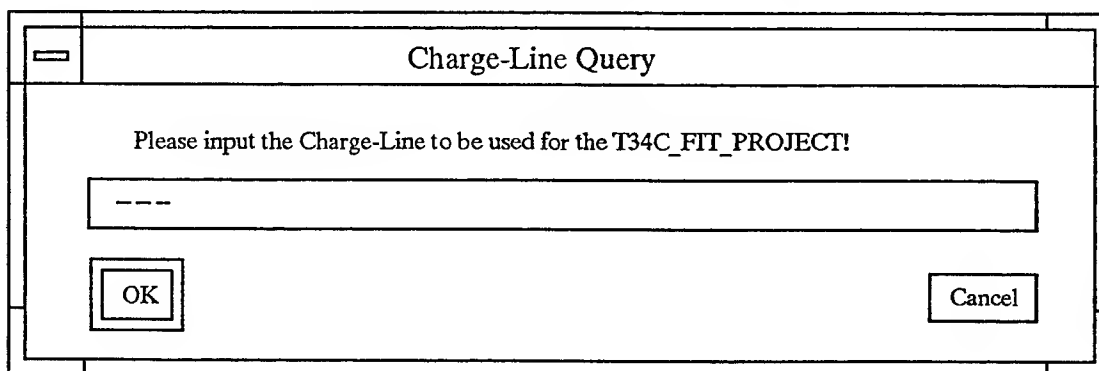 Charge-Line Query
Please input the Charge-Line to be used for the T34C_FIT_PROJECT!
---
OK
Cancel